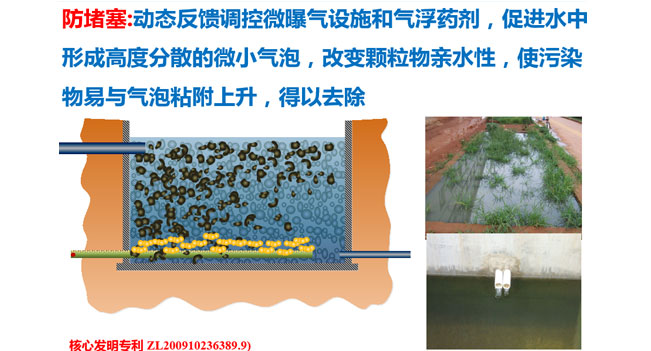 防堵塞:动态反馈调控微曝气设施和气浮药剂，促进水中
形成高度分散的微小气泡，改变颗粒物亲水性，使污染
物易与气泡粘附上升，得以去除
核心发明专利 ZL200910236389.9)